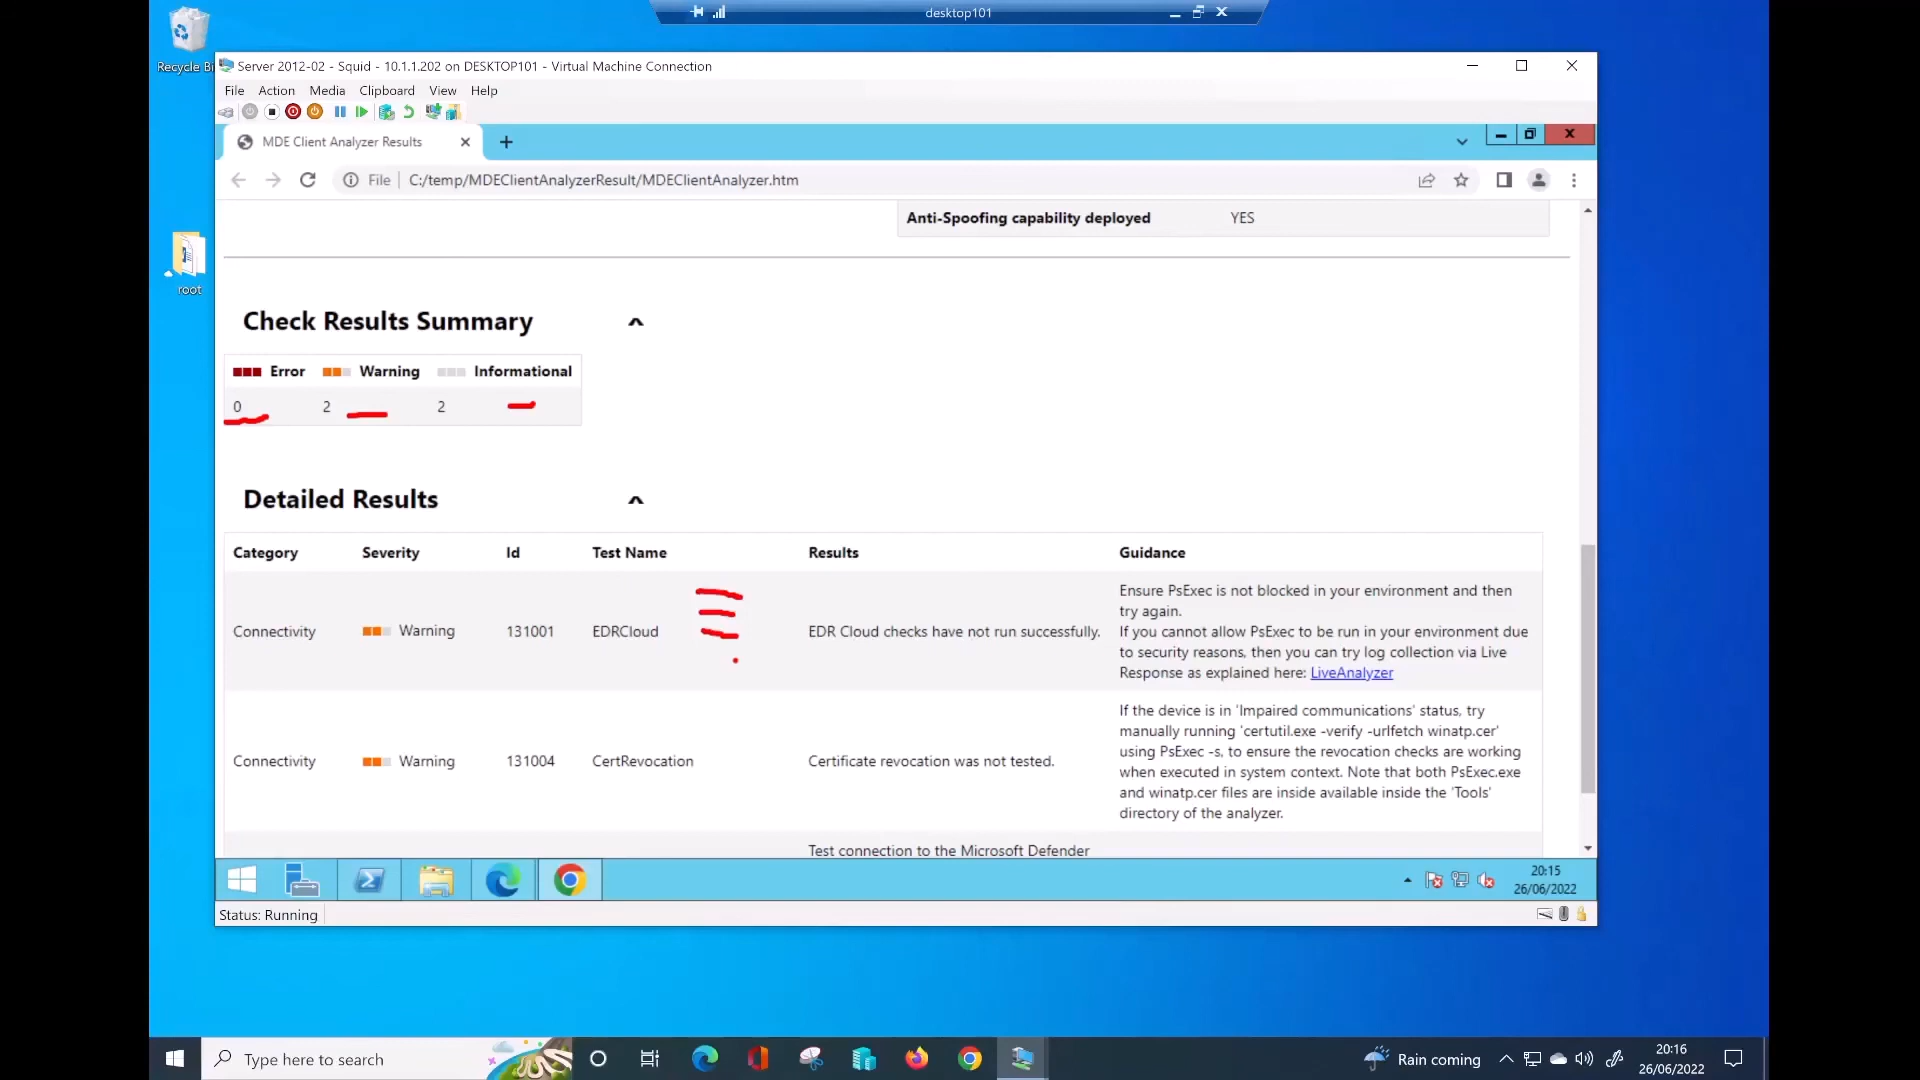 desktop101
Recycle Bi
Server 2012-02 - Squid - 10.1.1.202 on DESKTOP101 - Virtual Machine Connection
File Action Media Clipboard View Help
MDE Client Analyzer Results
File C:/temp/MDEClientAnalyzerResult/MDEClientAnalyzer.htm
Anti-Spoofing capability deployed YES
root
Check Results Summary
Error Warning Informational
0 2 2
Detailed Results
Category Severity Id Test Name Results Guidance
Connectivity Warning 131001 EDRCloud EDR Cloud checks have not run successfully.
Ensure PsExec is not blocked in your environment and then
try again.
If you cannot allow PsExec to be run in your environment due
to security reasons, then you can try log collection via Live
Response as explained here: LiveAnalyzer
Connectivity Warning 131004 CertRevocation Certificate revocation was not tested.
If the device is in 'Impaired communications' status, try
manually running 'certutil.exe -verify -urlfetch winatp.cer'
using PsExec -s, to ensure the revocation checks are working
when executed in system context. Note that both PsExec.exe
and winatp.cer files are inside available inside the 'Tools'
directory of the analyzer.
Test connection to the Microsoft Defender
20:15
26/06/2022
Status: Running
Type here to search
Rain coming
20:16
26/06/2022